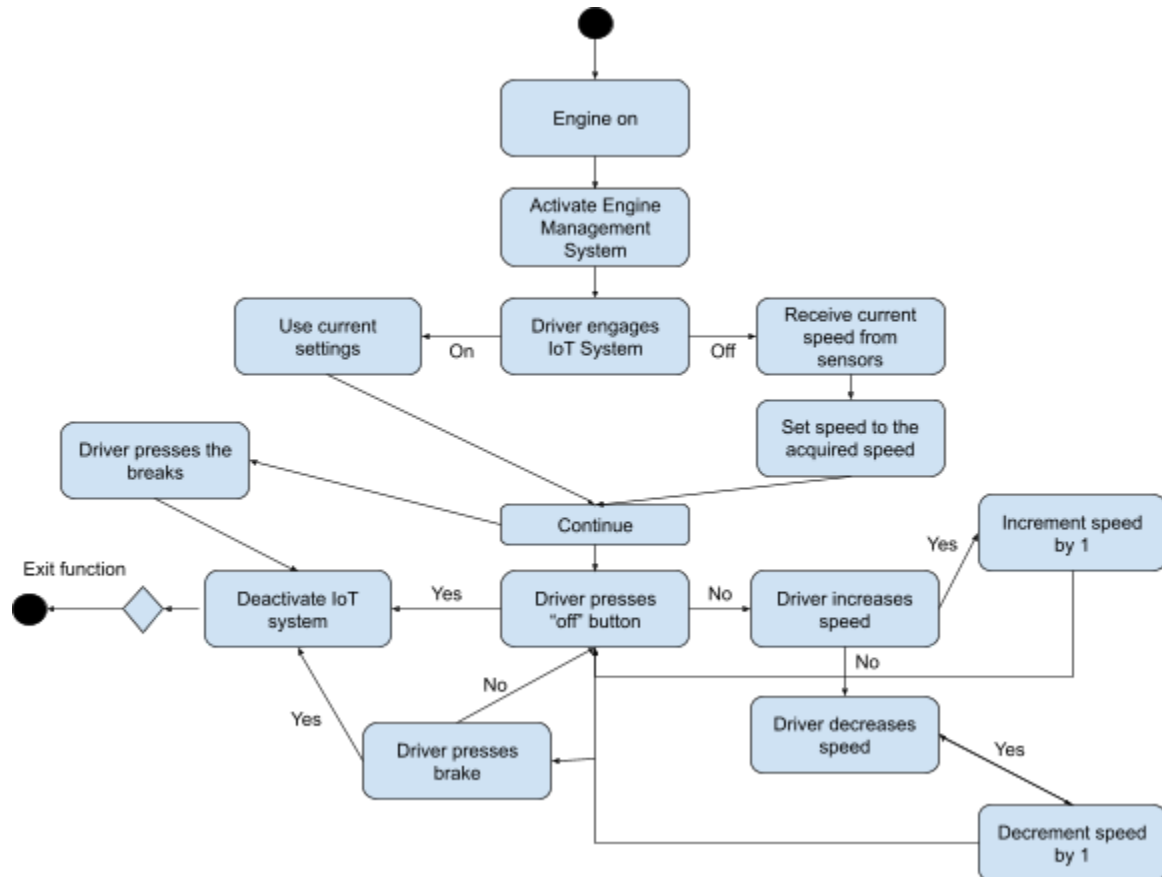 Engine on
Activate Engine
Management
System
Use current
settings
On
Driver engages
IoT System
Off
Receive current
speed from
sensors
Set speed to the
acquired speed
Driver presses the
breaks
Continue
Increment speed
by 1
Yes
Exit function
Deactivate IoT
system
Yes
Driver presses
“off” button
No
Driver increases
speed
No
No
Yes
Driver presses
brake
Driver decreases
speed
Yes
Decrement speed
by 1